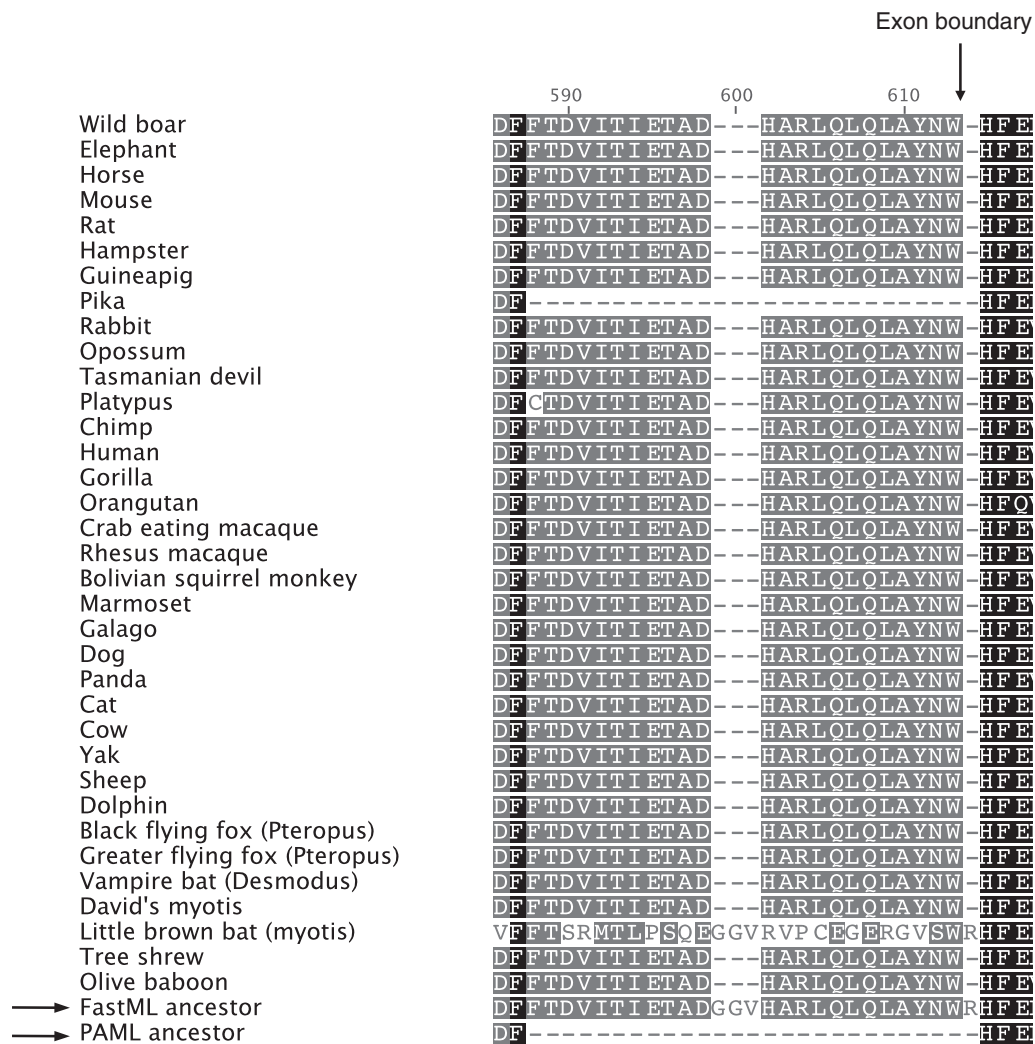 Exon boundary
590 600 610
Wild boar DFFTDVITIETAD---HARLQLQLAYNW-HFE
Elephant DFFTDVITIETAD---HARLQLQLAYNW-HFE
Horse DFFTDVITIETAD---HARLQLQLAYNW-HFE
Mouse DFFTDVITIETAD---HARLQLQLAYNW-HFE
Rat DFFTDVITIETAD---HARLQLQLAYNW-HFE
Hampster DFFTDVITIETAD---HARLQLQLAYNW-HFE
Guineapig DFFTDVITIETAD---HARLQLQLAYNW-HFE
Pika DF---------------------------HFE
Rabbit DFFTDVITIETAD---HARLQLQLAYNW-HFE
Opossum DFFTDVITIETAD---HARLQLQLAYNW-HFE
Tasmanian devil DFFTDVITIETAD---HARLQLQLAYNW-HFE
Platypus DFCTDVITIETAD---HARLQLQLAYNW-HFE
Chimp DFFTDVITIETAD---HARLQLQLAYNW-HFE
Human DFFTDVITIETAD---HARLQLQLAYNW-HFE
Gorilla DFFTDVITIETAD---HARLQLQLAYNW-HFE
Orangutan DFFTDVITIETAD---HARLQLQLAYNW-HFQ
Crab eating macaque DFFTDVITIETAD---HARLQLQLAYNW-HFE
Rhesus macaque DFFTDVITIETAD---HARLQLQLAYNW-HFE
Bolivian squirrel monkey DFFTDVITIETAD---HARLQLQLAYNW-HFE
Marmoset DFFTDVITIETAD---HARLQLQLAYNW-HFE
Galago DFFTDVITIETAD---HARLQLQLAYNW-HFE
Dog DFFTDVITIETAD---HARLQLQLAYNW-HFE
Panda DFFTDVITIETAD---HARLQLQLAYNW-HFE
Cat DFFTDVITIETAD---HARLQLQLAYNW-HFE
Cow DFFTDVITIETAD---HARLQLQLAYNW-HFE
Yak DFFTDVITIETAD---HARLQLQLAYNW-HFE
Sheep DFFTDVITIETAD---HARLQLQLAYNW-HFE
Dolphin DFFTDVITIETAD---HARLQLQLAYNW-HFE
Black flying fox (Pteropus) DFFTDVITIETAD---HARLQLQLAYNW-HFE
Greater flying fox (Pteropus) DFFTDVITIETAD---HARLQLQLAYNW-HFE
Vampire bat (Desmodus) DFFTDVITIETAD---HARLQLQLAYNW-HFE
David's myotis DFFTDVITIETAD---HARLQLQLAYNW-HFE
Little brown bat (myotis) VFFTSRMTLPSQEGGVRVPCEGERGVSWRHFE
Tree shrew DFFTDVITIETAD---HARLQLQLAYNW-HFE
Olive baboon DFFTDVITIETAD---HARLQLQLAYNW-HFE
FastML ancestor DFFTDVITIETADGGVHARLQLQLAYNWRHFE
PAML ancestor DF---------------------------HFE